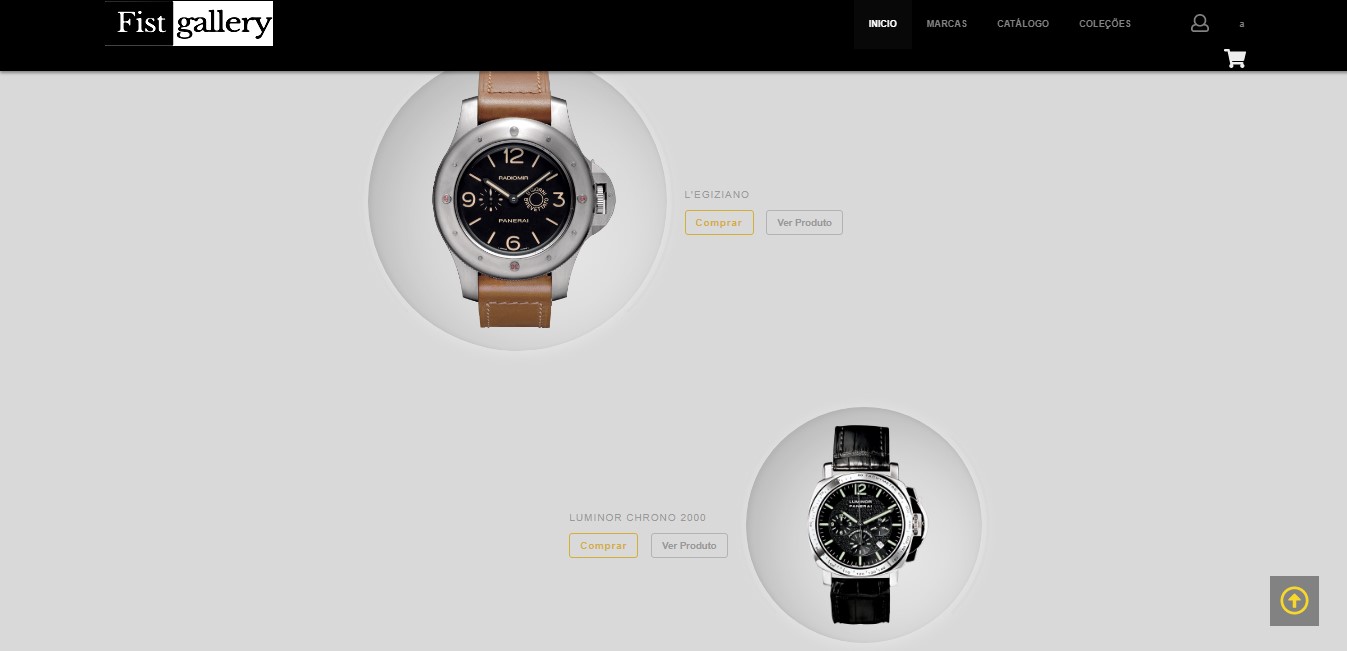 Fist gallery
INICIO MARCAS CATÁLOGO COLEÇÕES a
12
RADIOMIR
9 3
PANERAI
6
L'EGIZIANO
Comprar Ver Produto
12
LUMINOR
PANERAI
LUMINOR CHRONO 2000
Comprar Ver Produto